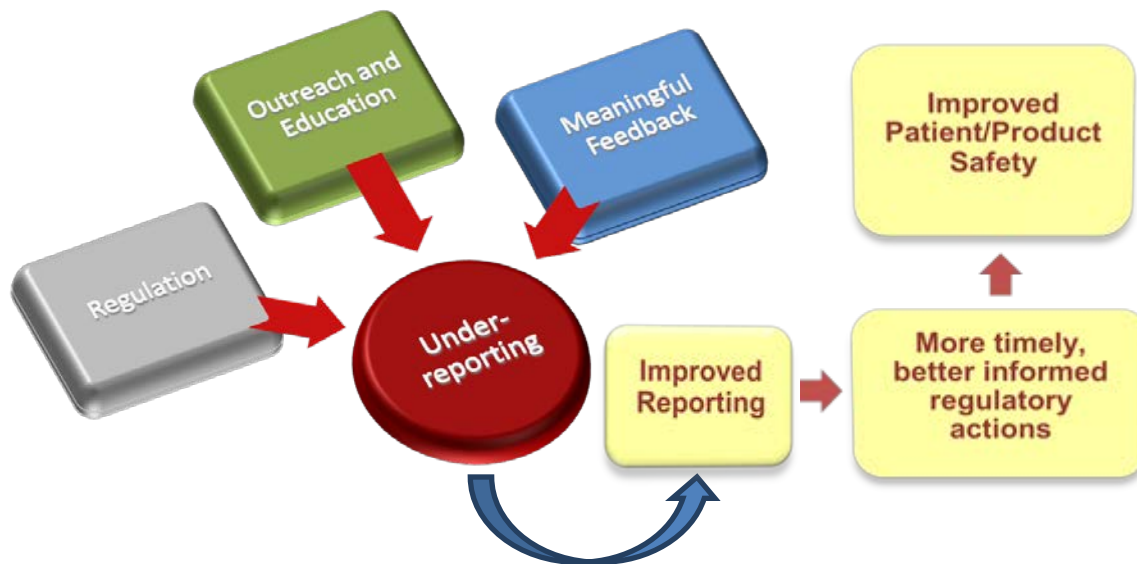 Outreach and
Education
Meaningful
Feedback
Regulation
Under-
reporting
Improved
Reporting
More timely,
better informed
regulatory
actions
Improved
Patient/Product
Safety